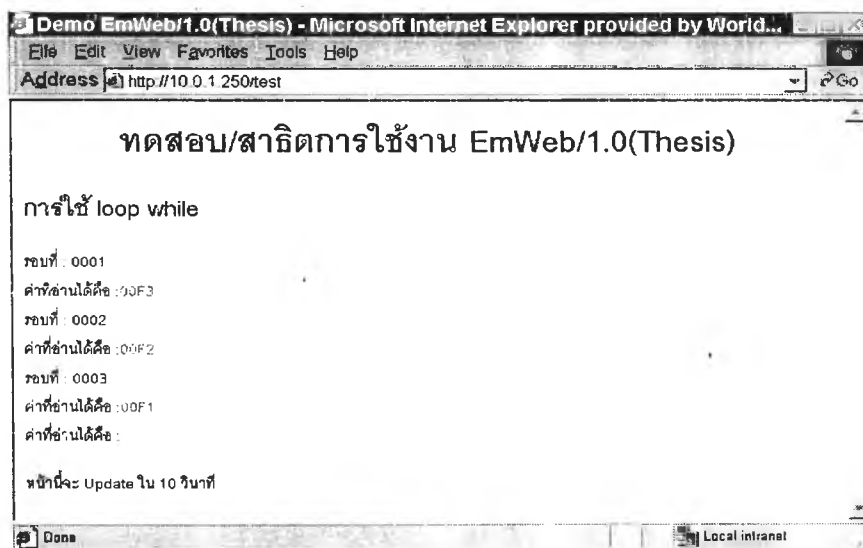 Demo EmWeb/1.0(Thesis) - Microsoft Internet Explorer provided by World...
File Edit View Favorites Tools Help
Address http://10.0.1.250/test Go
ทดสอบ/สาธิตการใช้งาน EmWeb/1.0(Thesis)
การใช้ loop while
รอบที่ : 0001
ค่าที่อ่านได้คือ :00F3
รอบที่ : 0002
ค่าที่อ่านได้คือ :00F2
รอบที่ : 0003
ค่าที่อ่านได้คือ :00F1
ค่าที่อ่านได้คือ :
หน้านี้จะ Update ใน 10 วินาที
Done Local intranet